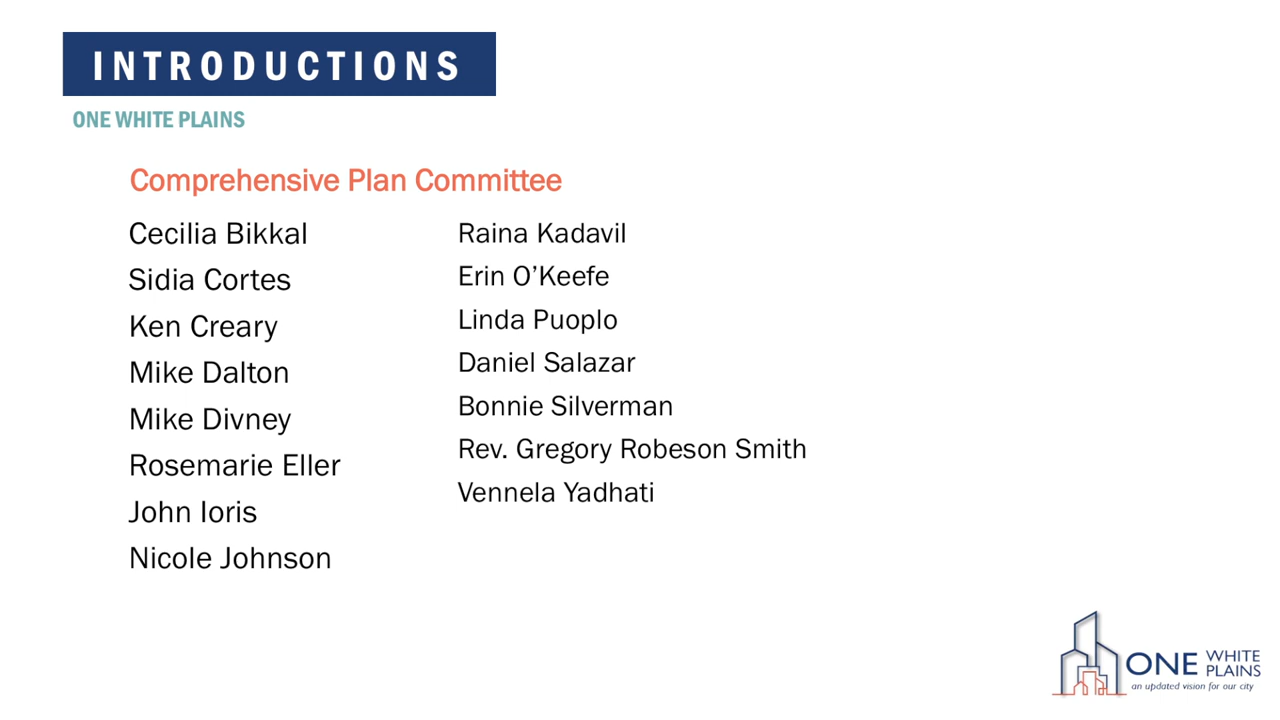 INTRODUCTIONS
ONE WHITE PLAINS
Comprehensive Plan Committee
Cecilia Bikkal
Sidia Cortes
Ken Creary
Mike Dalton
Mike Divney
Rosemarie Eller
John Ioris
Nicole Johnson
Raina Kadavil
Erin O’Keefe
Linda Puoplo
Daniel Salazar
Bonnie Silverman
Rev. Gregory Robeson Smith
Vennela Yadhati
ONE WHITE PLAINS
an updated vision for our city